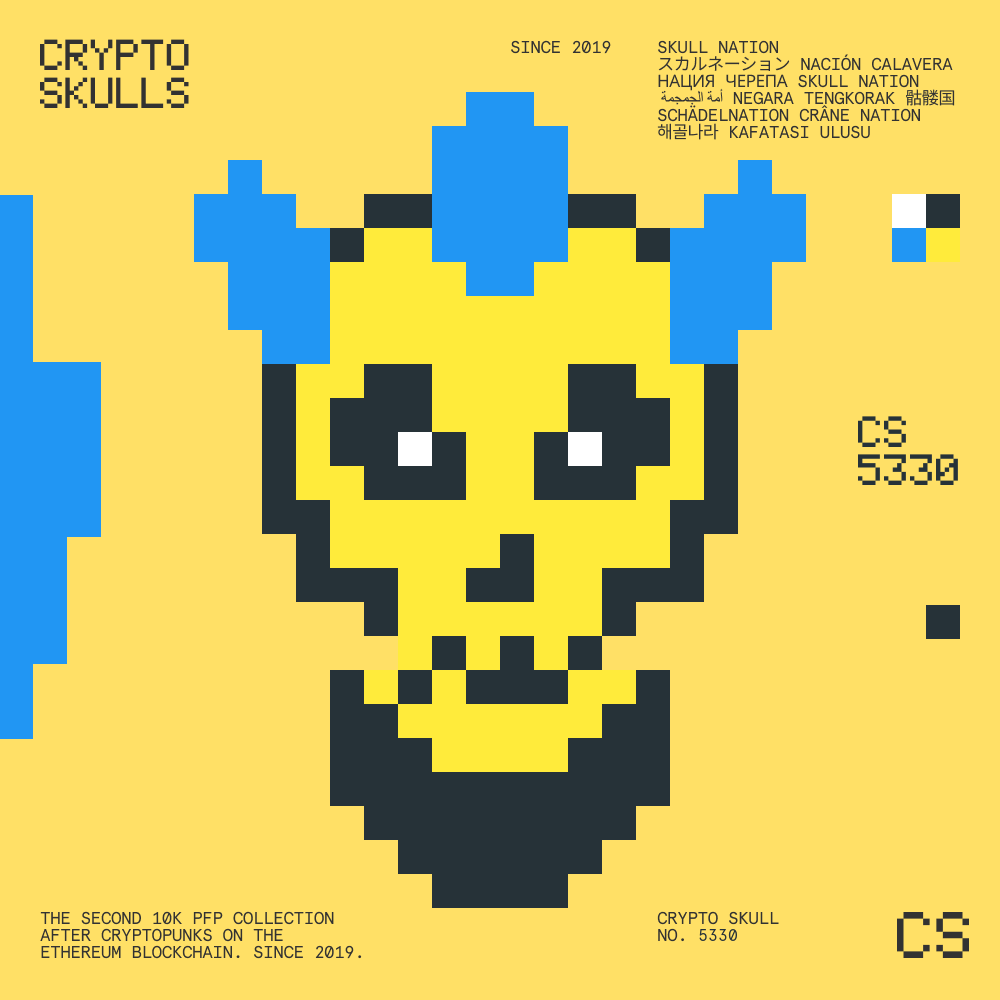 CRYPTO
SKULLS
SINCE 2019
SKULL NATION
スカルネーション NACIÓN CALAVERA
НАЦИЯ ЧЕРЕПА SKULL NATION
أمة الجمجمة NEGARA TENGKORAK 骷髅国
SCHÄDELNATION CRÂNE NATION
해골나라 KAFATASI ULUSU
CS
5330
THE SECOND 10K PFP COLLECTION
AFTER CRYPTOPUNKS ON THE
ETHEREUM BLOCKCHAIN. SINCE 2019.
CRYPTO SKULL
NO. 5330
CS